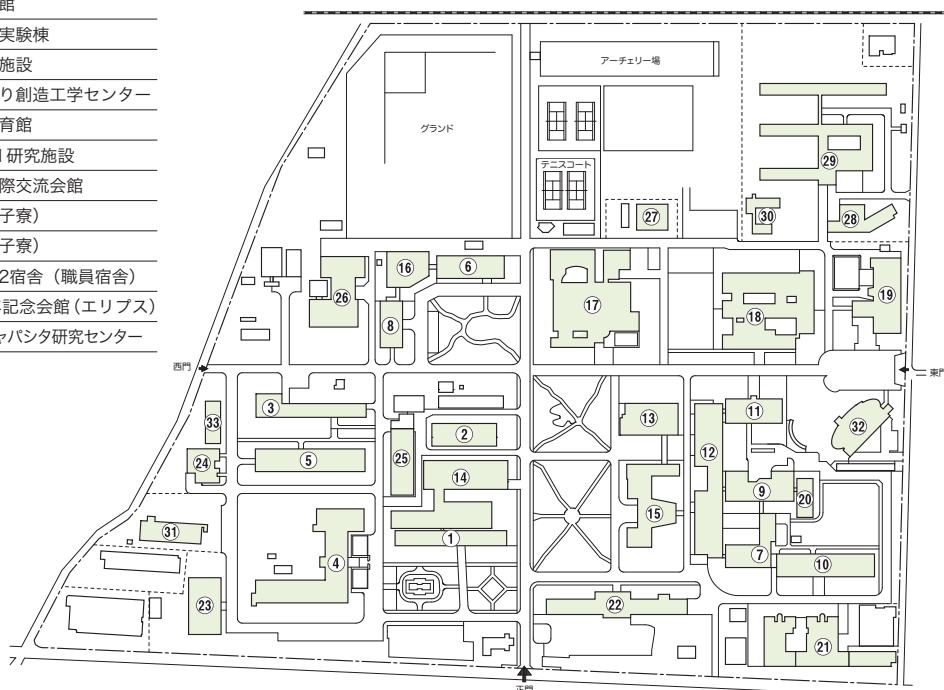 館
実験棟
施設
り創造工学センター
育館
研究施設
際交流会館
子寮）
子寮）
2宿舎（職員宿舎）
記念会館（エリプス）
パシタ研究センター
アーチェリー場
グランド
テニスコート
29
27
30
28
16
6
26
17
18
19
8
西門
東門
3
33
2
13
11
32
12
24
5
25
14
9
20
15
31
1
4
7
10
23
22
21
正門